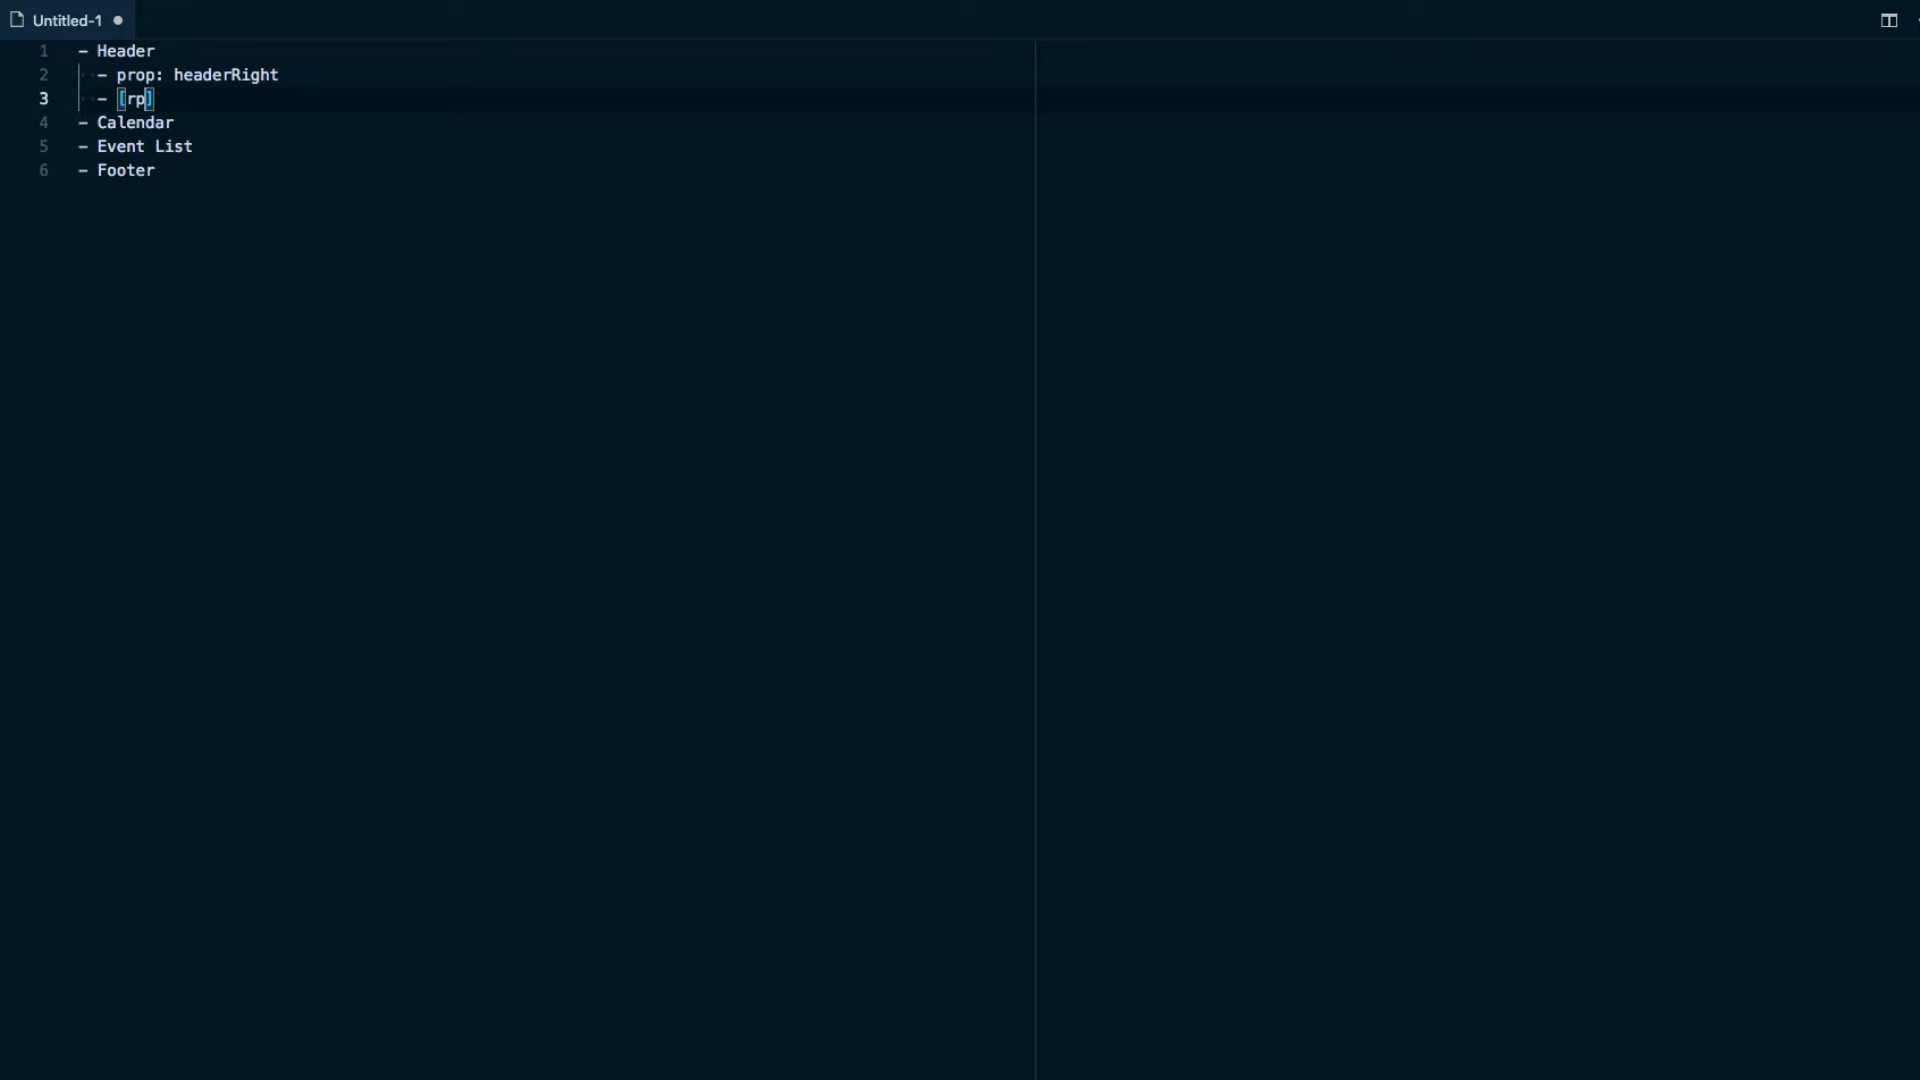 Untitled-1
1 - Header
2 - prop: headerRight
3 - [rp]
4 - Calendar
5 - Event List
6 - Footer